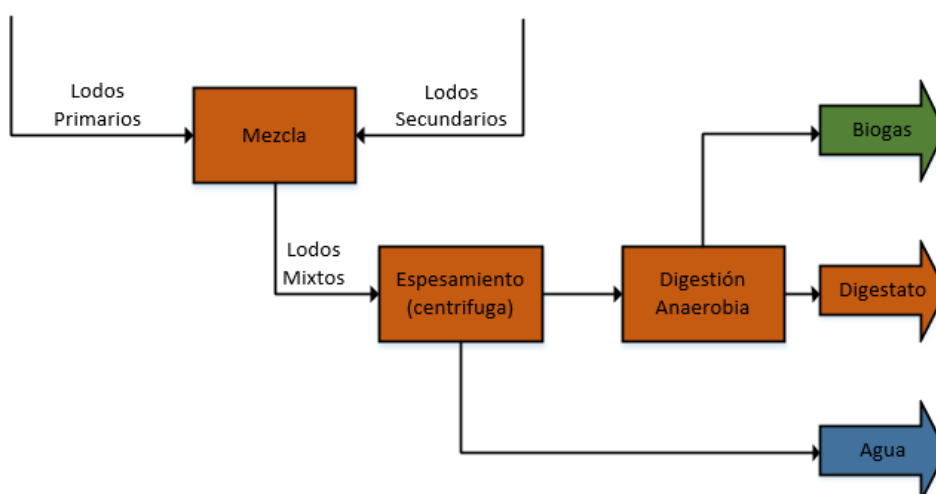 Lodos
Primarios
Mezcla
Lodos
Secundarios
Biogas
Lodos
Mixtos
Espesamiento
(centrifuga)
Digestión
Anaerobia
Digestato
Agua